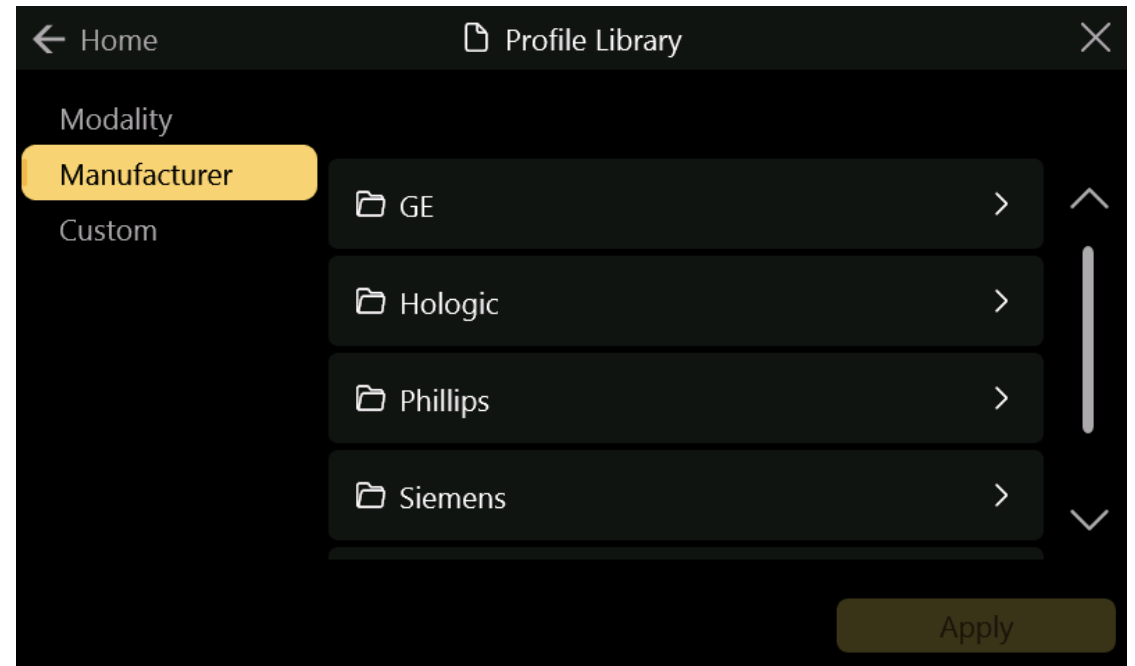 Home
Profile Library
Modality
Manufacturer
Custom
GE
Hologic
Phillips
Siemens
Apply